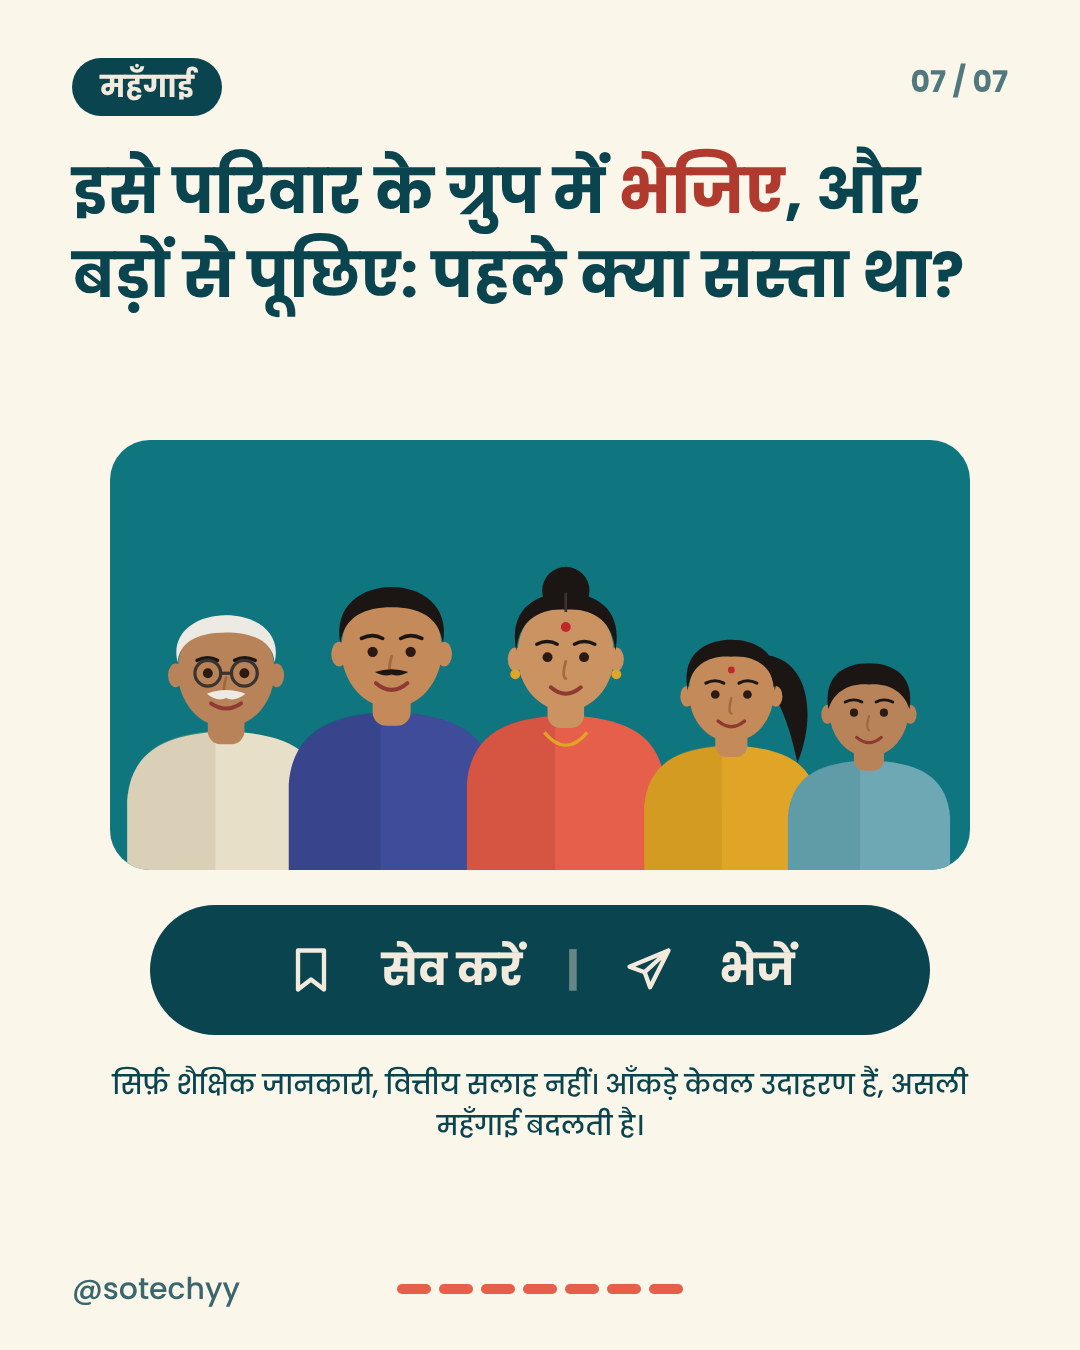 महँगाई
07 / 07
इसे परिवार के ग्रुप में भेजिए, और
बड़ों से पूछिए: पहले क्या सस्ता था?
सेव करें | भेजें
सिर्फ़ शैक्षिक जानकारी, वित्तीय सलाह नहीं। आँकड़े केवल उदाहरण हैं, असली
महँगाई बदलती है।
@sotechyy